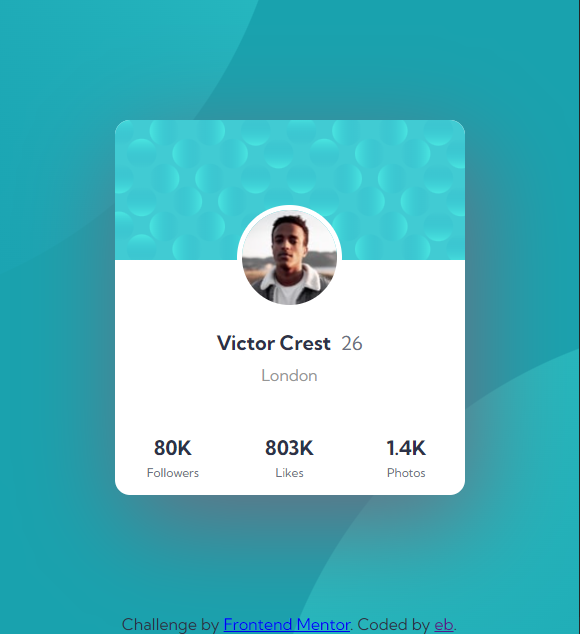 Victor Crest 26
London
80K 803K 1.4K
Followers Likes Photos
Challenge by Frontend Mentor. Coded by eb.